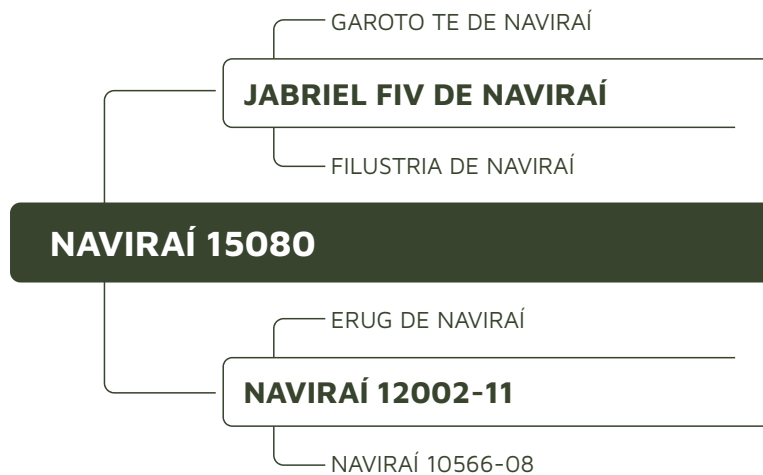 GAROTO TE DE NAVIRAÍ
JABRIEL FIV DE NAVIRAÍ
FILUSTRIA DE NAVIRAÍ
NAVIRAÍ 15080
ERUG DE NAVIRAÍ
NAVIRAÍ 12002-11
NAVIRAÍ 10566-08